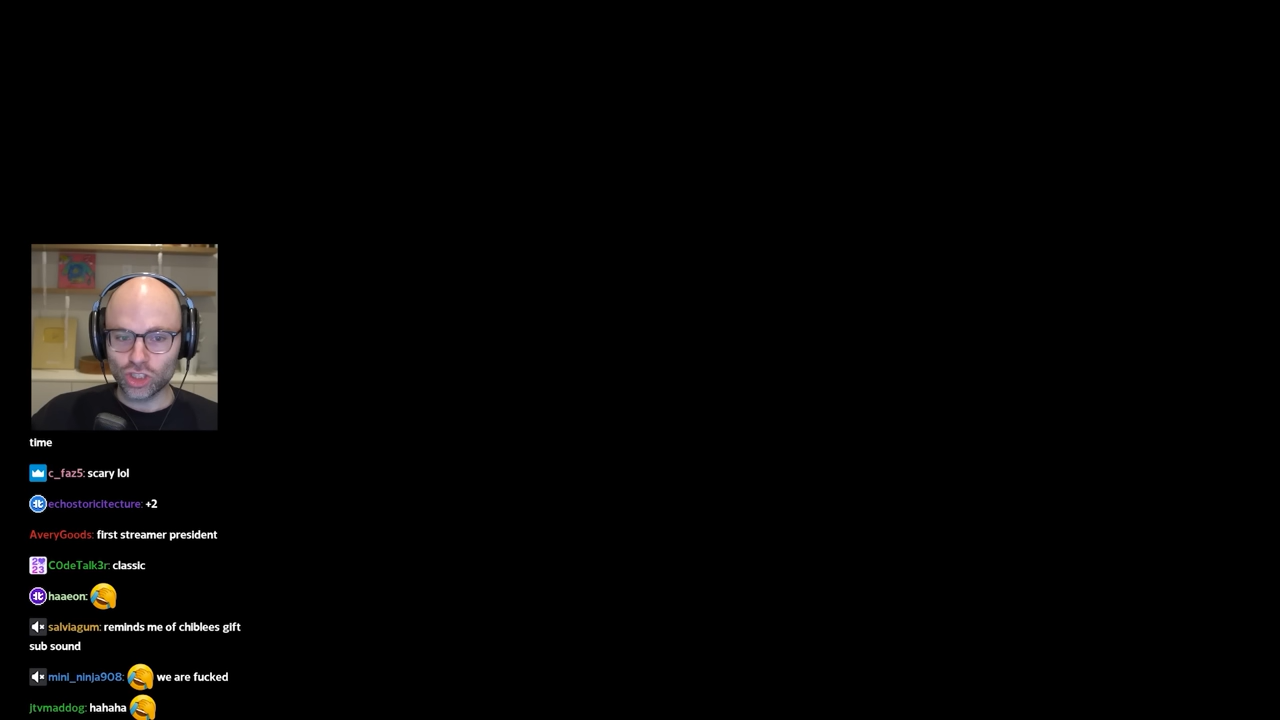 time
c_faz5: scary lol
echostoricitecture: +2
AveryGoods: first streamer president
C0deTalk3r: classic
haaeon:
salviagum: reminds me of chiblees gift
sub sound
mini_ninja908: we are fucked
jtvmaddog: hahaha